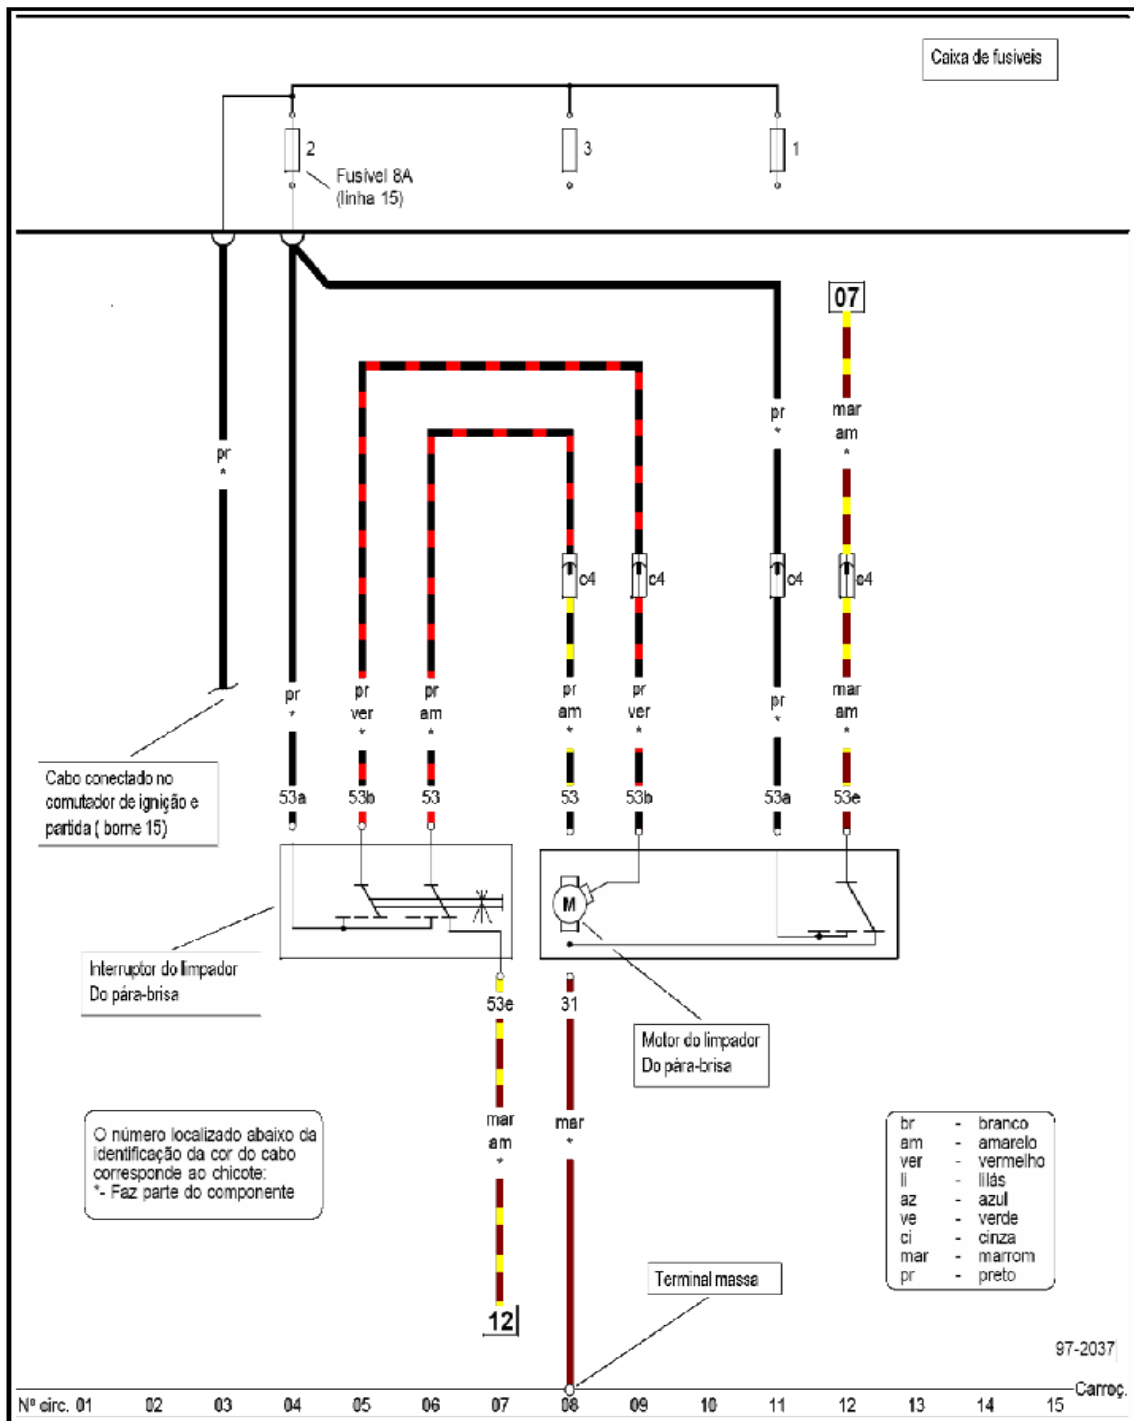 Caixa de fusiveis
2
3
1
Fusível 8A
(linha 15)
07
pr
*
pr
*
mar
am
*
c4
c4
c4
c4
pr
*
pr
ver
*
pr
am
*
pr
am
*
pr
ver
*
pr
*
mar
am
*
Cabo conectado no
comutador de ignição e
partida ( borne 15)
53a
53b
53
53
53b
53a
53e
M
Interruptor do limpador
Do pára-brisa
53e
31
Motor do limpador
Do pára-brisa
mar
am
*
mar
*
O número localizado abaixo da
identificação da cor do cabo
corresponde ao chicote:
*- Faz parte do componente
br - branco
am - amarelo
ver - vermelho
li - lilás
az - azul
ve - verde
ci - cinza
mar - marrom
pr - preto
Terminal massa
12
97-2037
Carroç.
Nº circ. 01 02 03 04 05 06 07 08 09 10 11 12 13 14 15